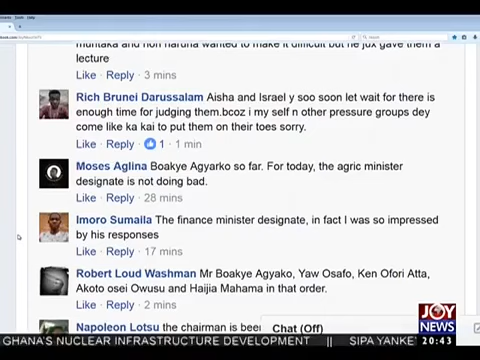 muntaka and hon haruna wanted to make it difficult but he jux gave them a
lecture
Like · Reply · 3 mins
Rich Brunei Darussalam Aisha and Israel y soo soon let wait for there is
enough time for judging them.bcoz i my self n other pressure groups dey
come like ka kai to put them on their toes sorry.
Like · Reply · 1 · 1 min
Moses Aglina Boakye Agyarko so far. For today, the agric minister
designate is not doing bad.
Like · Reply · 28 mins
Imoro Sumaila The finance minister designate, in fact I was so impressed
by his responses
Like · Reply · 17 mins
Robert Loud Washman Mr Boakye Agyako, Yaw Osafo, Ken Ofori Atta,
Akoto osei Owusu and Haijia Mahama in that order.
Like · Reply · 2 mins
Napoleon Lotsu the chairman is
Chat (Off)
JOY
NEWS
GHANA'S NUCLEAR INFRASTRUCTURE DEVELOPMENT || SIPA YANKE
20:43